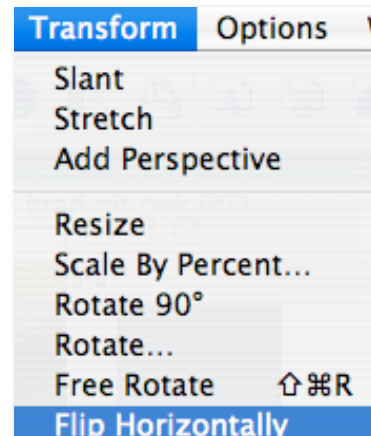 Transform Options
Slant
Stretch
Add Perspective
Resize
Scale By Percent...
Rotate 90°
Rotate...
Free Rotate ⇧⌘R
Flip Horizontally